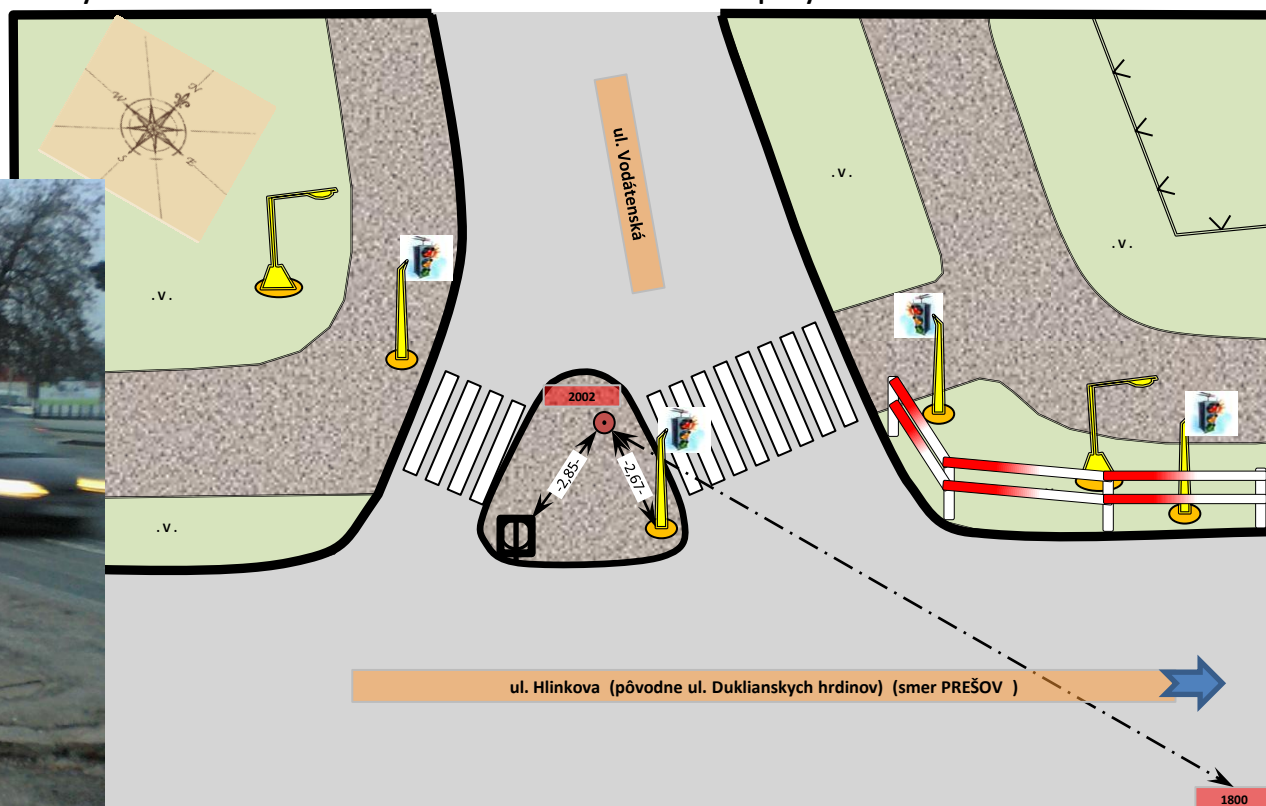 N
W
S
E
ul. Vodátenská
.v.
.v.
.v.
.v.
2002
-2,85-
-2,67-
ul. Hlinkova (pôvodne ul. Duklianskych hrdinov) (smer PREŠOV )
1800